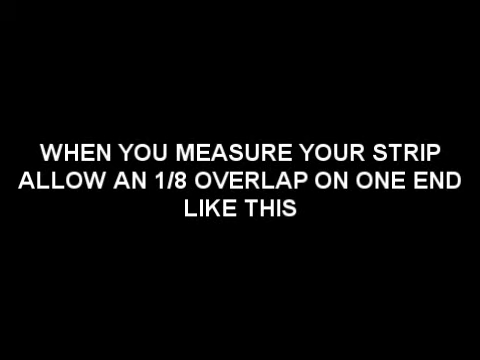 WHEN YOU MEASURE YOUR STRIP
ALLOW AN 1/8 OVERLAP ON ONE END
LIKE THIS